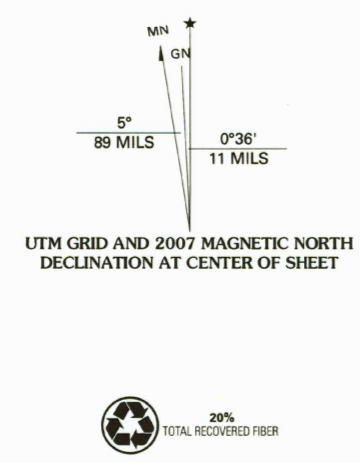 MN
GN
5°
89 MILS
0°36'
11 MILS
UTM GRID AND 2007 MAGNETIC NORTH
DECLINATION AT CENTER OF SHEET
20%
TOTAL RECOVERED FIBER